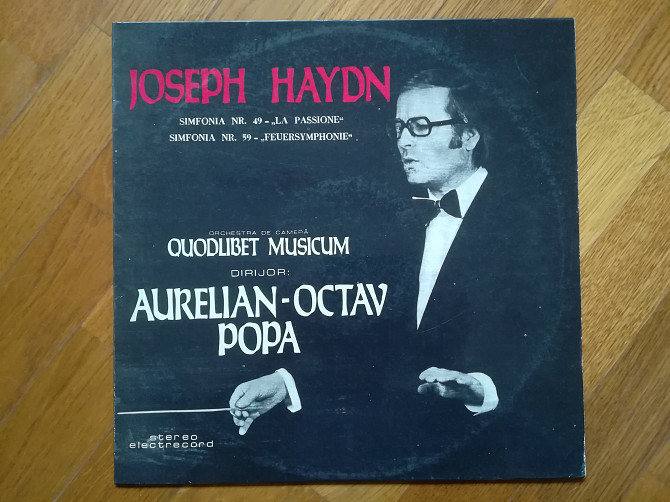 JOSEPH HAYDN
SIMFONIA NR. 49 – „LA PASSIONE“
SIMFONIA NR. 59 – „FEUERSYMPHONIE“
ORCHESTRA DE CAMERĂ
QUODLIBET MUSICUM
DIRIJOR:
AURELIAN-OCTAV
POPA
stereo
electrecord